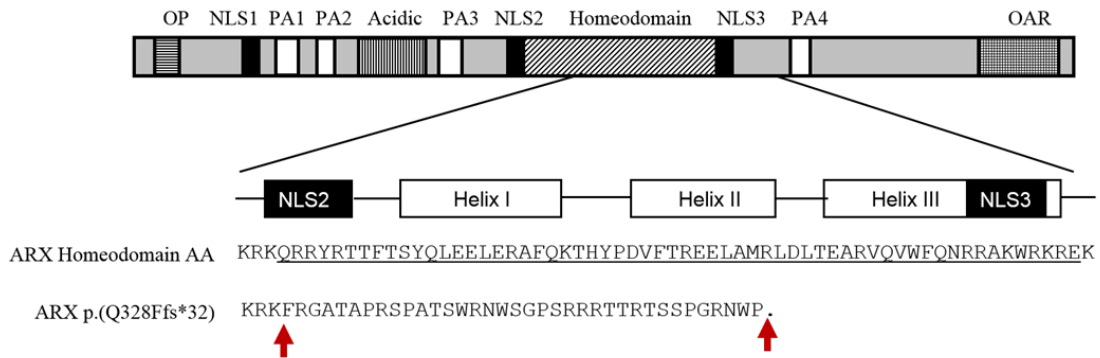 OP NLS1 PA1 PA2 Acidic PA3 NLS2 Homeodomain NLS3 PA4 OAR
NLS2 Helix I Helix II Helix III NLS3
ARX Homeodomain AA KRKQRRYRTTFTSYQLEELERAFQKTHYPDVFTREELAMRLDLTEARVQVWFQNRRAKWRKREK
ARX p.(Q328Ffs*32) KRKFRGATAPRSPATSWRNWSGPSRRRTTRTSSPGRNWP.